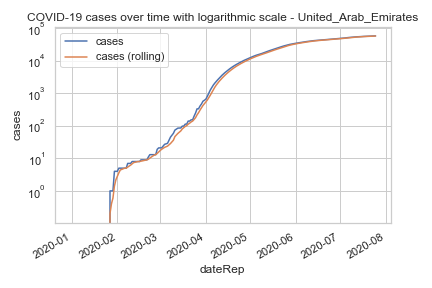 COVID-19 cases over time with logarithmic scale - United_Arab_Emirates
cases
cases (rolling)
10^5
10^4
10^3
10^2
10^1
10^0
cases
2020-01
2020-02
2020-03
2020-04
2020-05
2020-06
2020-07
2020-08
dateRep